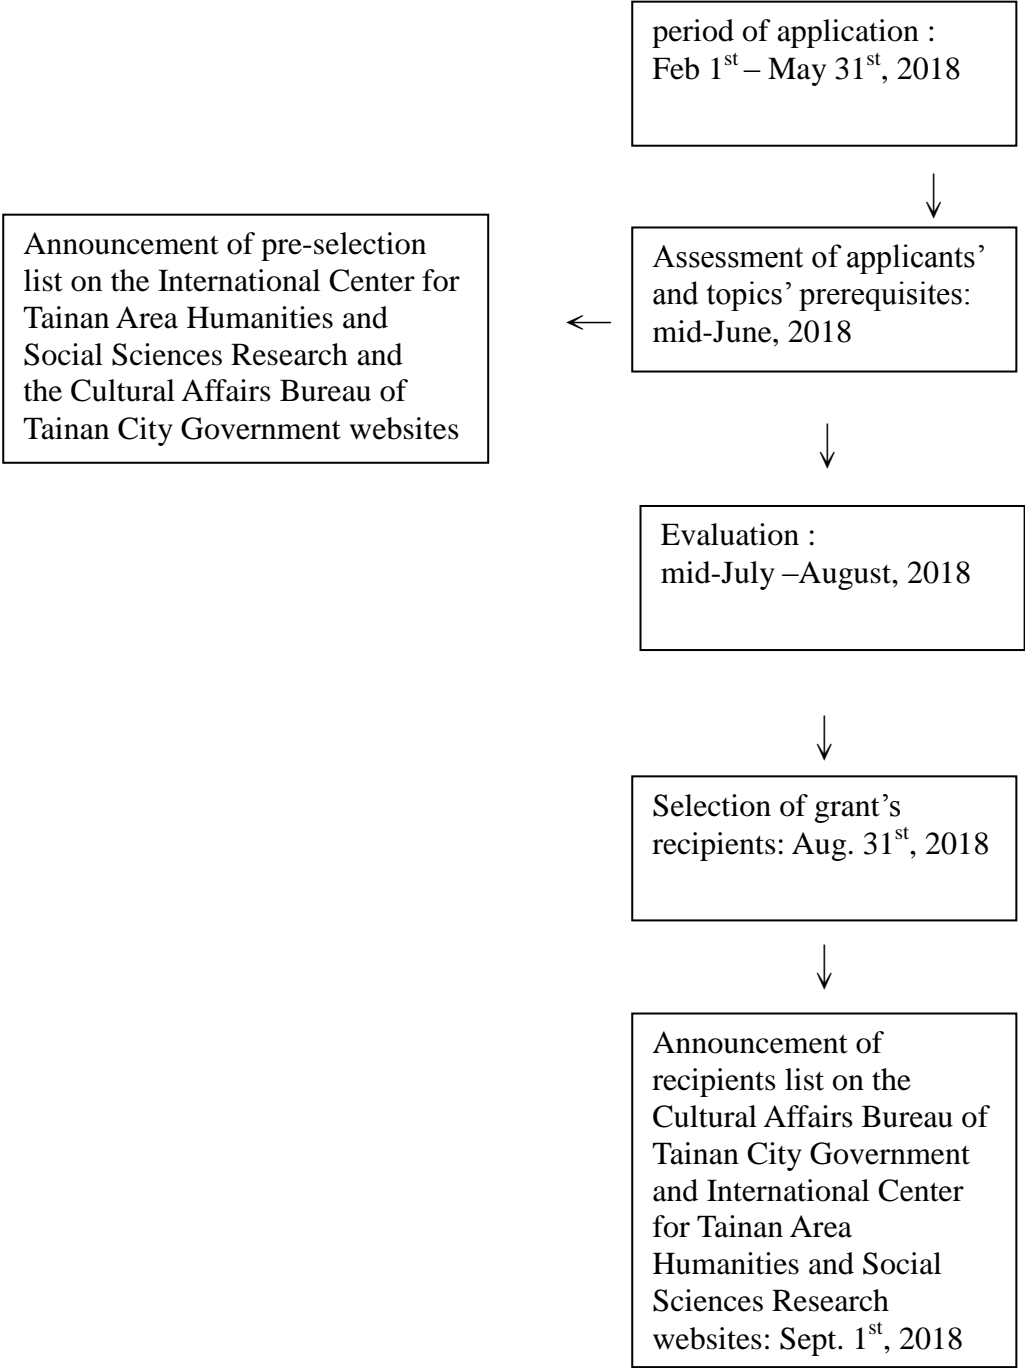 period of application :
Feb 1st – May 31st, 2018
Announcement of pre-selection
list on the International Center for
Tainan Area Humanities and
Social Sciences Research and
the Cultural Affairs Bureau of
Tainan City Government websites
Assessment of applicants’
and topics’ prerequisites:
mid-June, 2018
Evaluation :
mid-July –August, 2018
Selection of grant’s
recipients: Aug. 31st, 2018
Announcement of
recipients list on the
Cultural Affairs Bureau of
Tainan City Government
and International Center
for Tainan Area
Humanities and Social
Sciences Research
websites: Sept. 1st, 2018